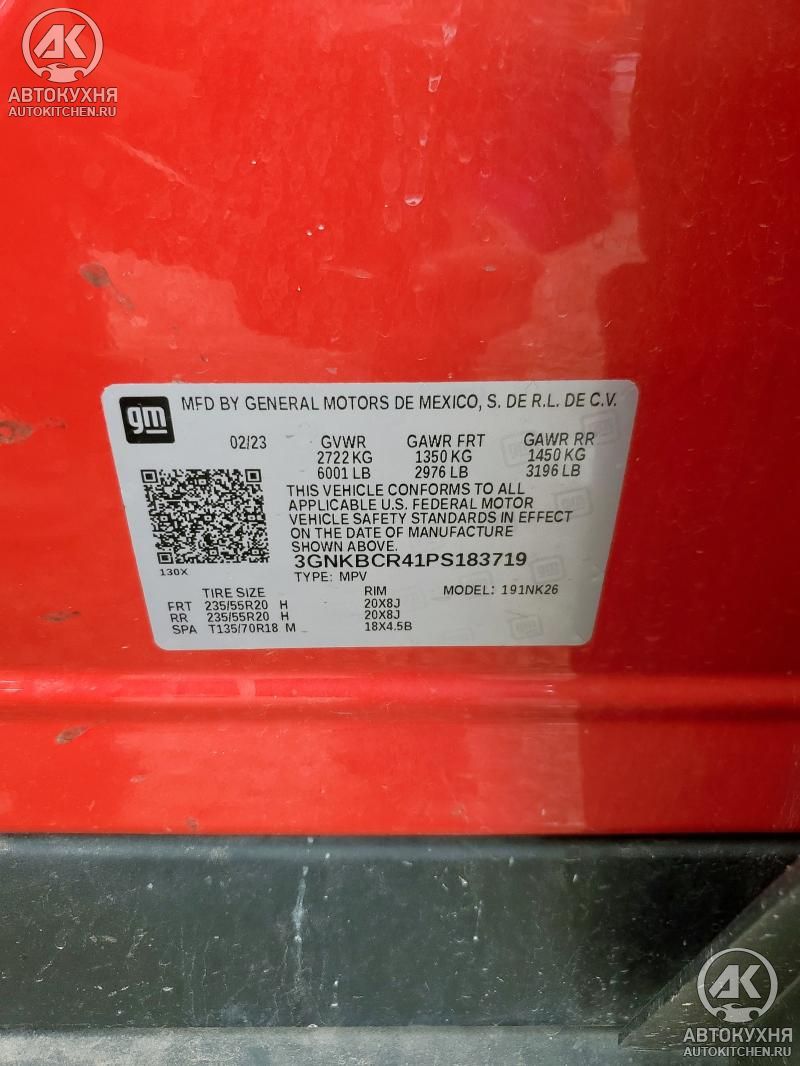 AK
АВТОКУХНЯ
AUTOKITCHEN.RU
gm
MFD BY GENERAL MOTORS DE MEXICO, S. DE R.L. DE C.V.
02/23 GVWR GAWR FRT GAWR RR
2722 KG 1350 KG 1450 KG
6001 LB 2976 LB 3196 LB
THIS VEHICLE CONFORMS TO ALL
APPLICABLE U.S. FEDERAL MOTOR
VEHICLE SAFETY STANDARDS IN EFFECT
ON THE DATE OF MANUFACTURE
SHOWN ABOVE.
130X
3GNKBCR41PS183719
TYPE: MPV MODEL: 191NK26
TIRE SIZE RIM
FRT 235/55R20 H 20X8J
RR 235/55R20 H 20X8J
SPA T135/70R18 M 18X4.5B
AK
АВТОКУХНЯ
AUTOKITCHEN.RU